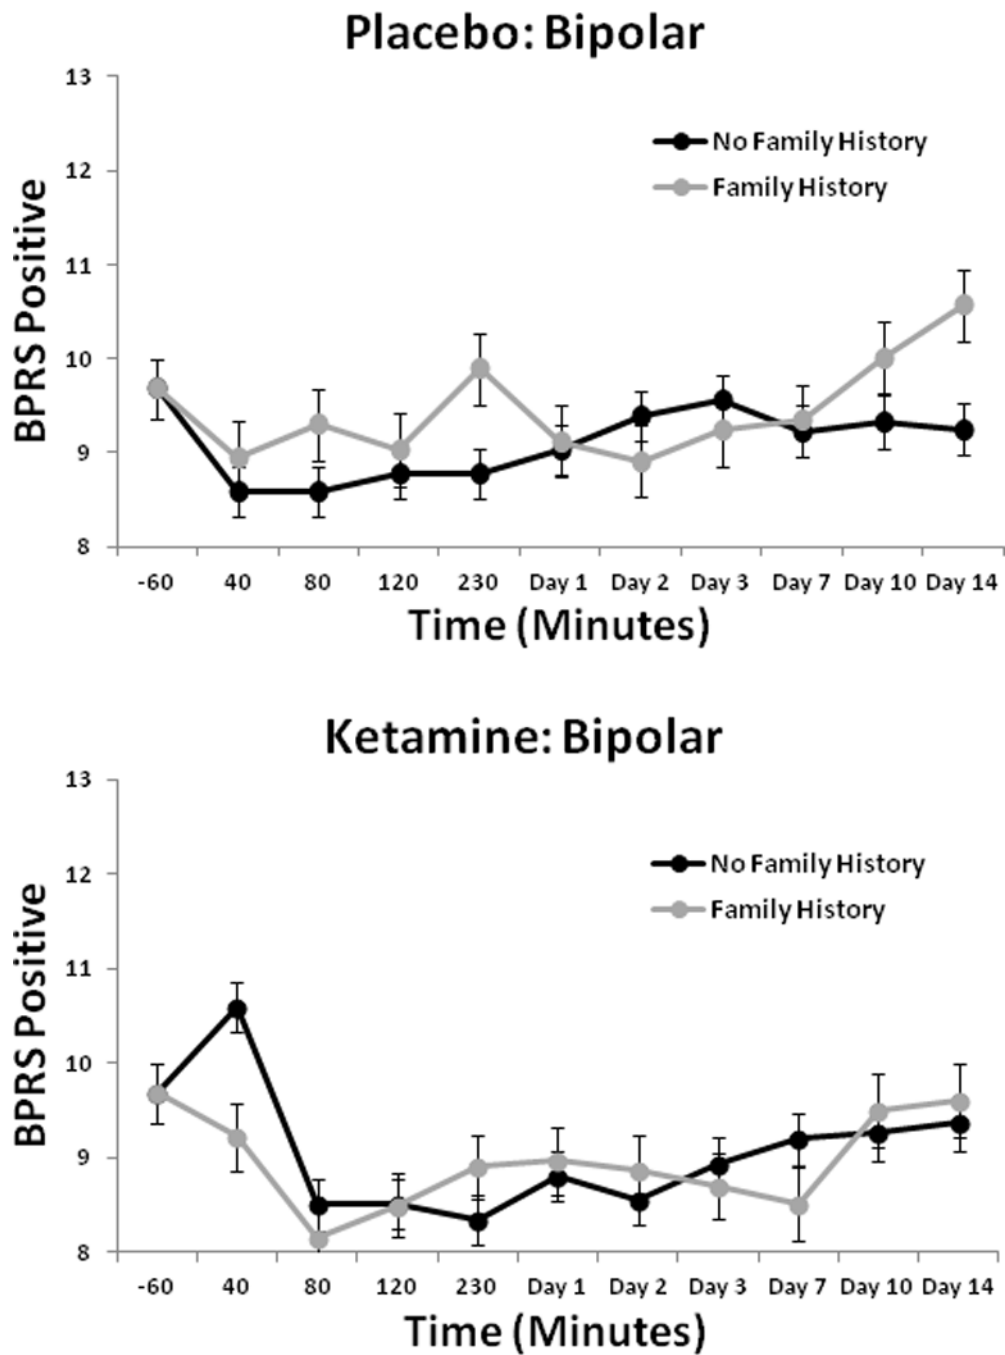 Placebo: Bipolar
13
12
11
10
9
8
BPRS Positive
No Family History
Family History
-60 40 80 120 230 Day 1 Day 2 Day 3 Day 7 Day 10 Day 14
Time (Minutes)
Ketamine: Bipolar
13
12
11
10
9
8
BPRS Positive
No Family History
Family History
-60 40 80 120 230 Day 1 Day 2 Day 3 Day 7 Day 10 Day 14
Time (Minutes)